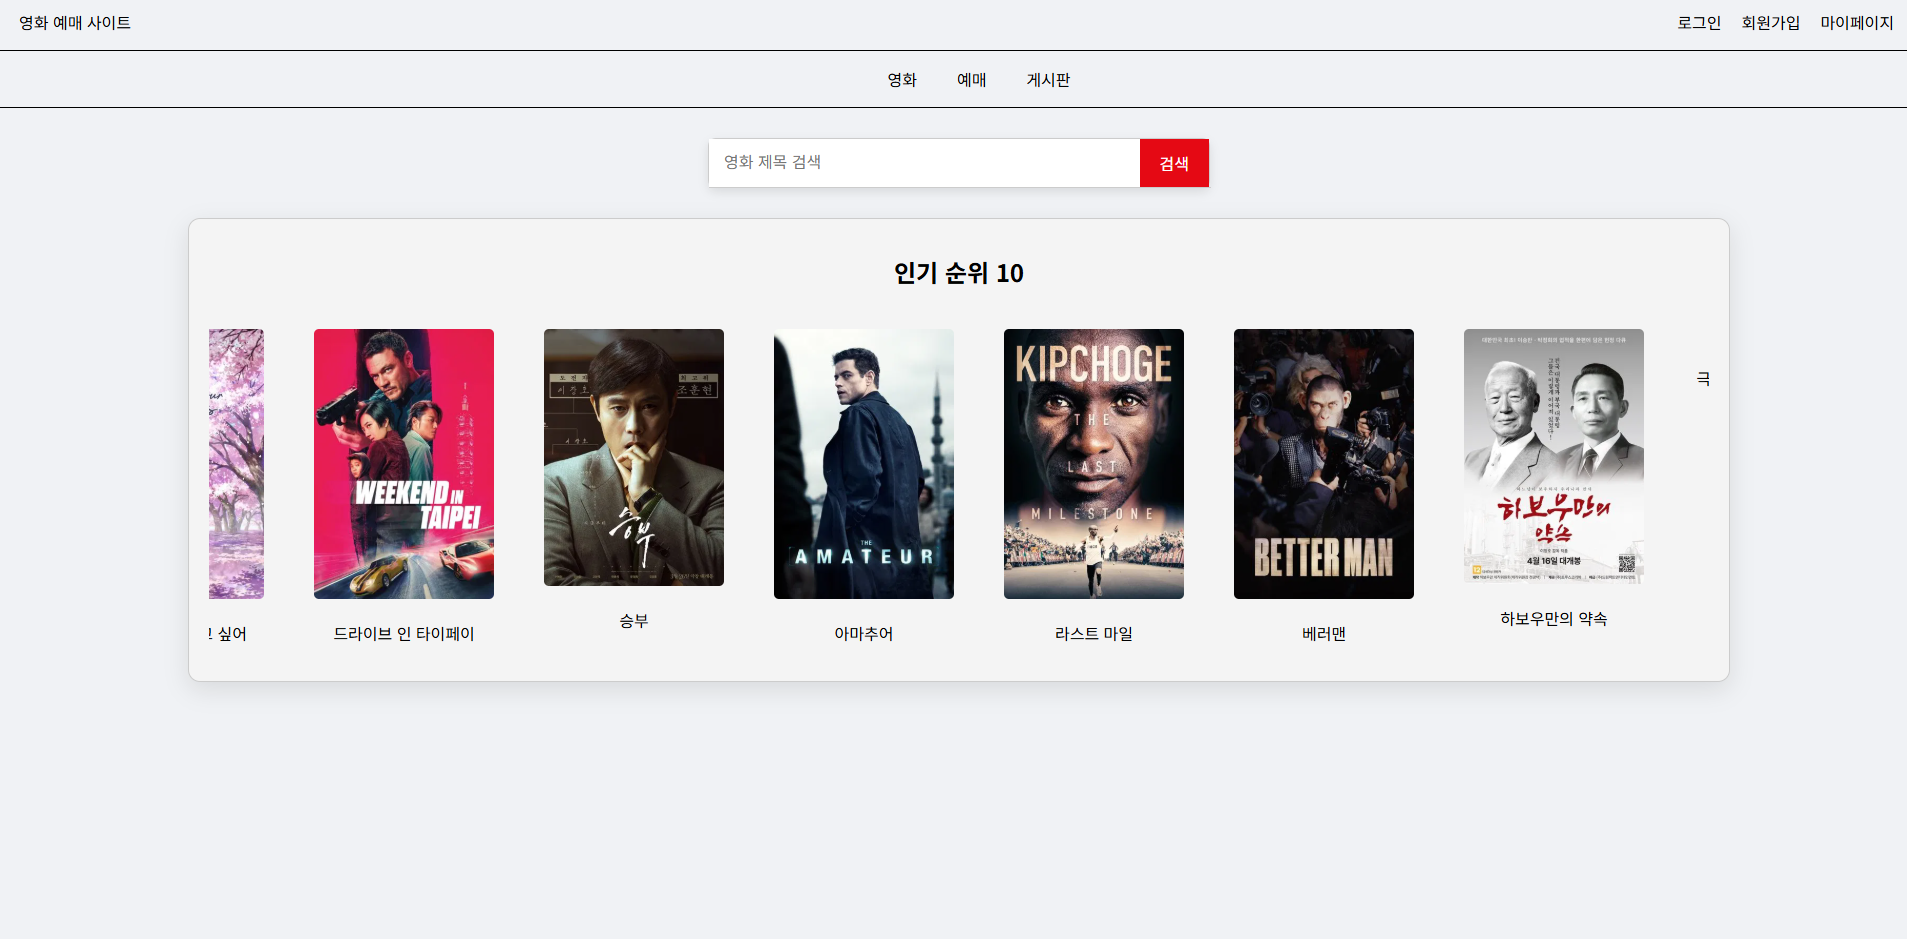 영화 예매 사이트
로그인 회원가입 마이페이지
영화 예매 게시판
영화 제목 검색
검색
인기 순위 10
WEEKEND IN
TAIPEI
승부
THE
AMATEUR
KIPCHOGE
THE
LAST
MILESTONE
BETTER MAN
하보우만의
약속
4월 16일 대개봉
극
싶어
드라이브 인 타이페이
승부
아마추어
라스트 마일
베러맨
하보우만의 약속